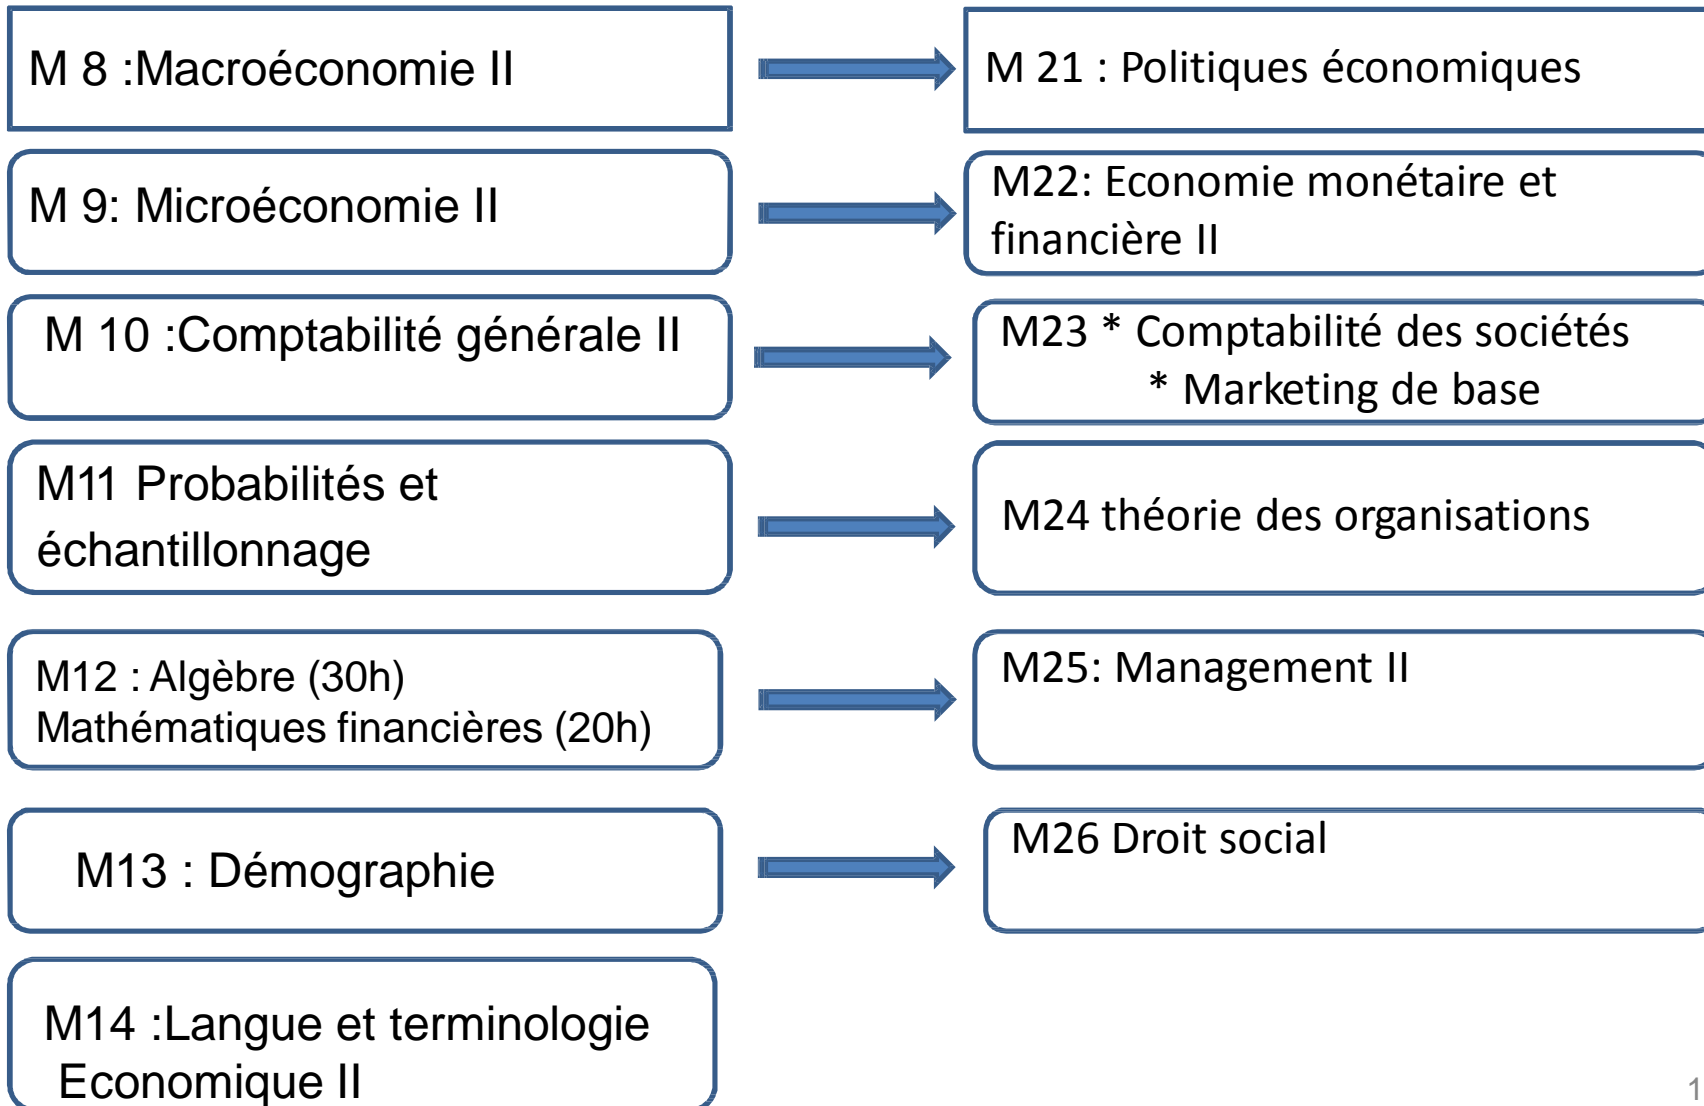 M 8 :Macroéconomie II
M 21 : Politiques économiques
M 9: Microéconomie II
M22: Economie monétaire et
financière II
M 10 :Comptabilité générale II
M23 * Comptabilité des sociétés
* Marketing de base
M11 Probabilités et
échantillonnage
M24 théorie des organisations
M12 : Algèbre (30h)
Mathématiques financières (20h)
M25: Management II
M13 : Démographie
M26 Droit social
M14 :Langue et terminologie
Economique II
1